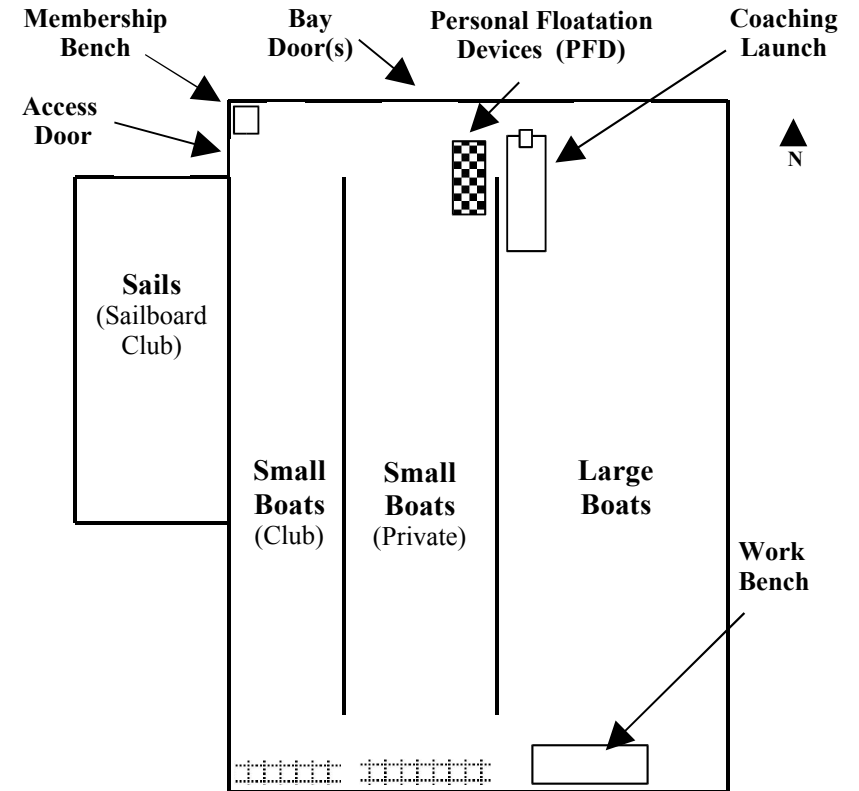 Membership
Bench
Bay
Door(s)
Personal Floatation
Devices (PFD)
Coaching
Launch
Access
Door
N
Sails
(Sailboard
Club)
Small
Boats
(Club)
Small
Boats
(Private)
Large
Boats
Work
Bench